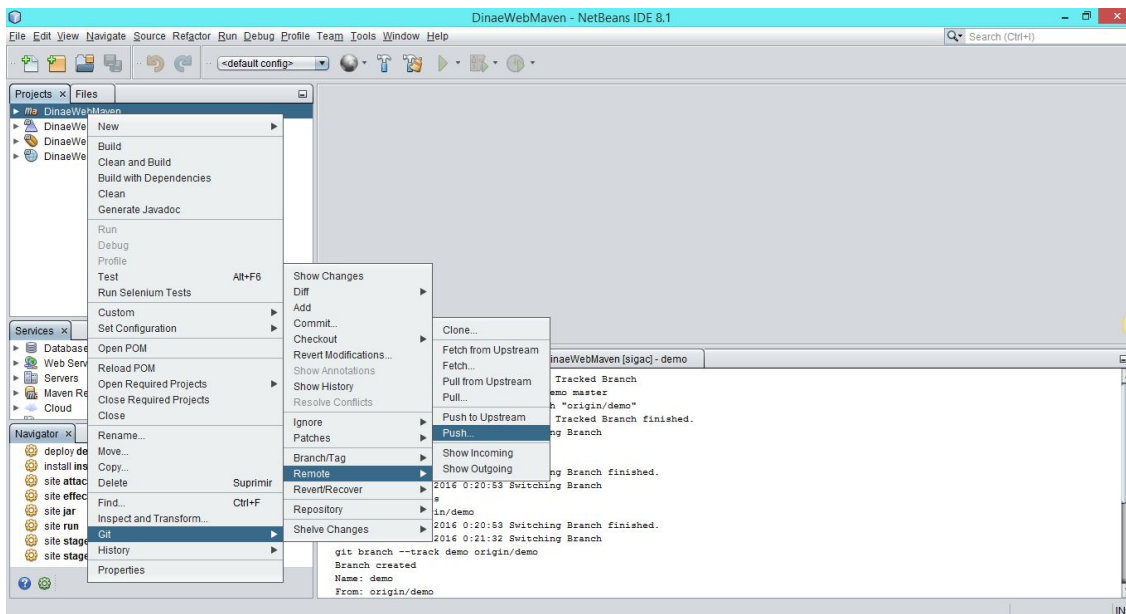 DinaeWebMaven - NetBeans IDE 8.1
File Edit View Navigate Source Refactor Run Debug Profile Team Tools Window Help
Search (Ctrl+I)
<default config>
Projects Files
DinaeWebMaven
DinaeWe
DinaeWe
DinaeWe
New
Build
Clean and Build
Build with Dependencies
Clean
Generate Javadoc
Run
Debug
Profile
Test Alt+F6
Run Selenium Tests
Custom
Set Configuration
Open POM
Reload POM
Open Required Projects
Close Required Projects
Close
Rename...
Move...
Copy...
Delete Suprimir
Find... Ctrl+F
Inspect and Transform...
Git
History
Properties
Show Changes
Diff
Add
Commit...
Checkout
Revert Modifications...
Show Annotations
Show History
Resolve Conflicts
Ignore
Patches
Branch/Tag
Remote
Revert/Recover
Repository
Shelve Changes
Clone...
Fetch from Upstream
Fetch...
Pull from Upstream
Pull...
Push to Upstream
Push...
Show Incoming
Show Outgoing
Services
Database
Web Serv
Servers
Maven Re
Cloud
Navigator
deploy de
install ins
site attac
site effec
site jar
site run
site stage
site stage
inaeWebMaven [sigac] - demo
Tracked Branch
emo master
h "origin/demo"
Tracked Branch finished.
ng Branch
ng Branch finished.
2016 0:20:53 Switching Branch
s
in/demo
2016 0:20:53 Switching Branch finished.
2016 0:21:32 Switching Branch
git branch --track demo origin/demo
Branch created
Name: demo
From: origin/demo
IN